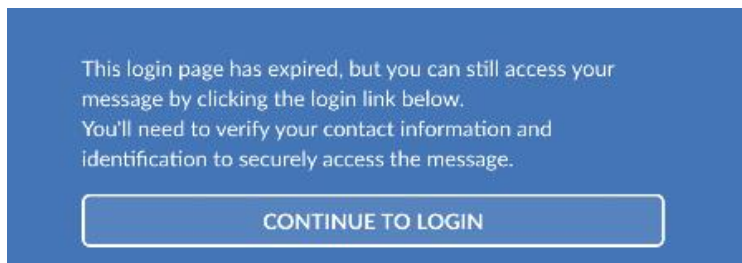 This login page has expired, but you can still access your
message by clicking the login link below.
You'll need to verify your contact information and
identification to securely access the message.
CONTINUE TO LOGIN